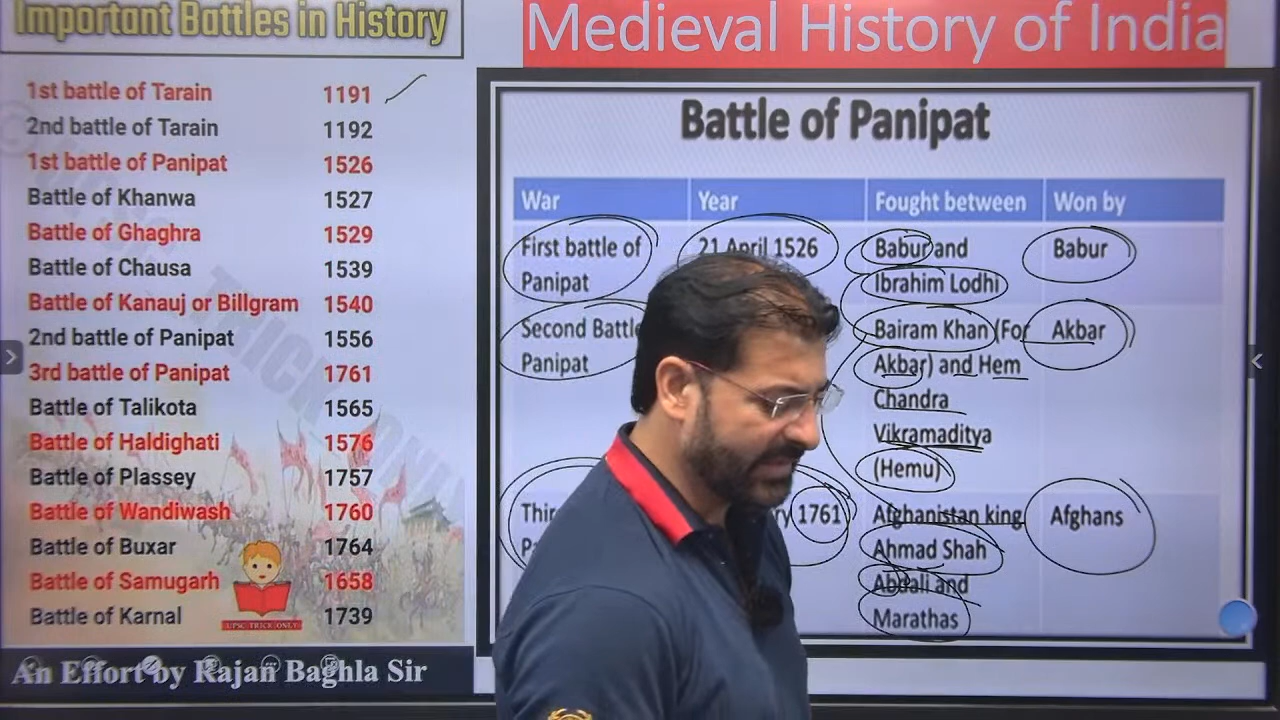 Important Battles in History
1st battle of Tarain 1191
2nd battle of Tarain 1192
1st battle of Panipat 1526
Battle of Khanwa 1527
Battle of Ghaghra 1529
Battle of Chausa 1539
Battle of Kanauj or Billgram 1540
2nd battle of Panipat 1556
3rd battle of Panipat 1761
Battle of Talikota 1565
Battle of Haldighati 1576
Battle of Plassey 1757
Battle of Wandiwash 1760
Battle of Buxar 1764
Battle of Samugarh 1658
Battle of Karnal 1739
UPSC TRICK ONLY
An Effort by Rajan Baghla Sir
Medieval History of India
Battle of Panipat
War Year Fought between Won by
First battle of 21 April 1526 Babur and Babur
Panipat Ibrahim Lodhi
Second Battle Bairam Khan (For Akbar
Panipat Akbar) and Hem
Chandra
Vikramaditya
(Hemu)
1761 Afghanistan king Afghans
Ahmad Shah
Abdali and
Marathas